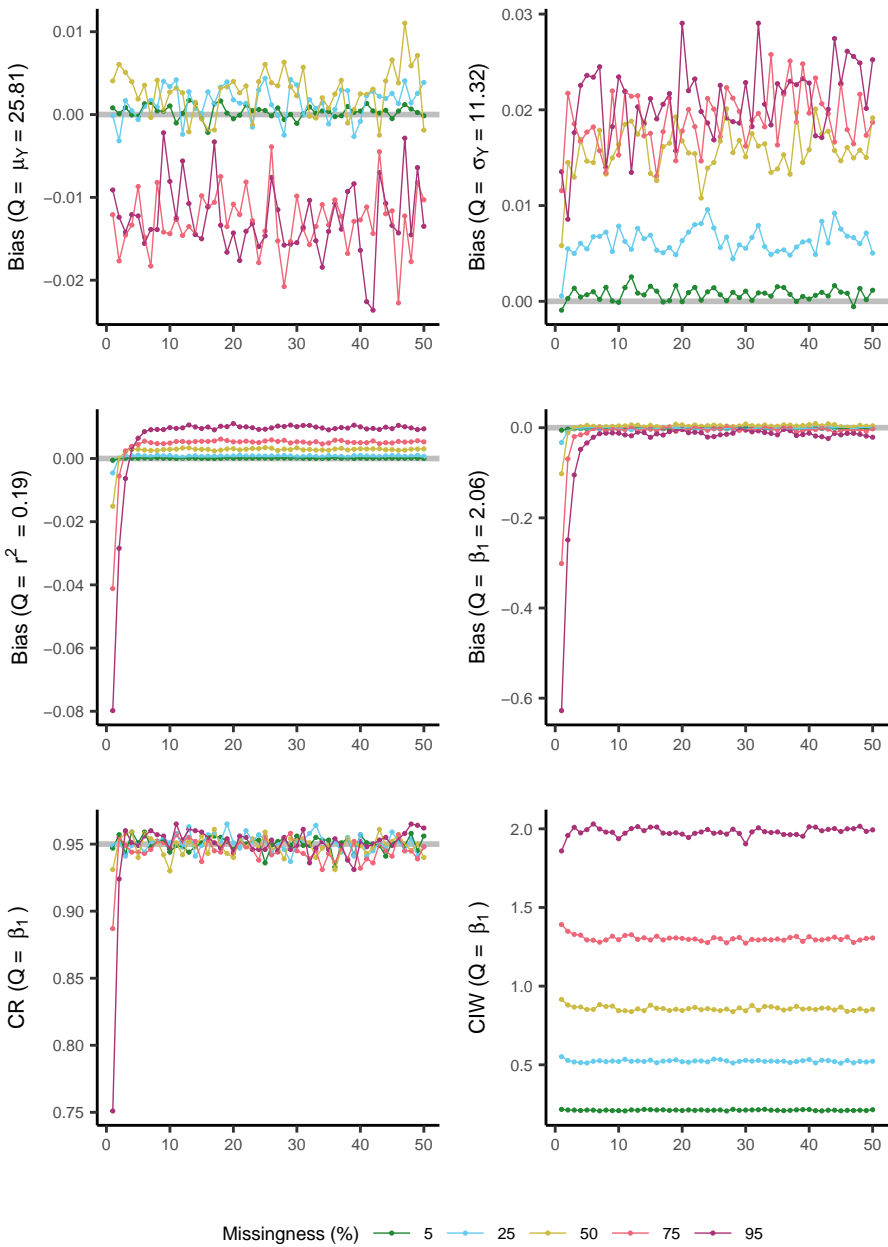 Bias (Q = μY = 25.81)
0.01
0.00
−0.01
−0.02
0 10 20 30 40 50
Bias (Q = σY = 11.32)
0.03
0.02
0.01
0.00
0 10 20 30 40 50
Bias (Q = r² = 0.19)
0.00
−0.02
−0.04
−0.06
−0.08
0 10 20 30 40 50
Bias (Q = β₁ = 2.06)
0.0
−0.2
−0.4
−0.6
0 10 20 30 40 50
CR (Q = β₁ )
0.95
0.90
0.85
0.80
0.75
0 10 20 30 40 50
CIW (Q = β₁ )
2.0
1.5
1.0
0.5
0 10 20 30 40 50
Missingness (%) 5 25 50 75 95